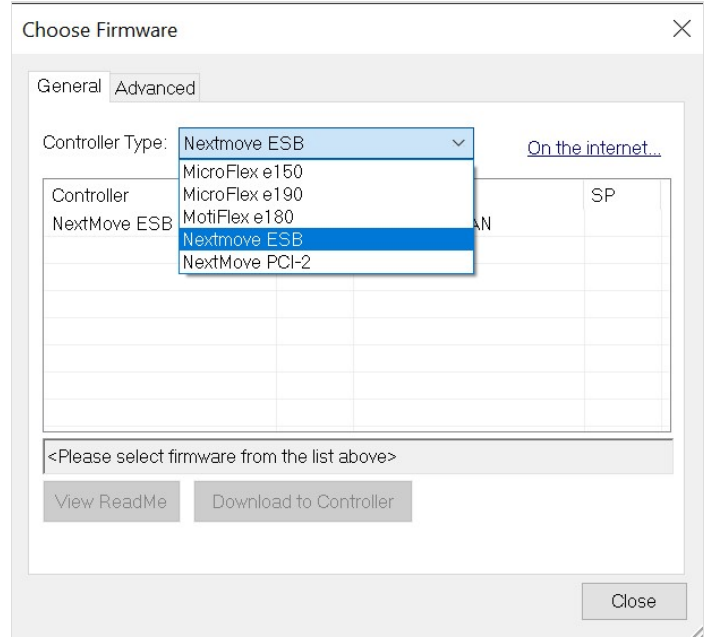 Choose Firmware
General Advanced
Controller Type: Nextmove ESB On the internet...
MicroFlex e150
Controller MicroFlex e190 SP
NextMove ESB MotiFlex e180
Nextmove ESB
NextMove PCI-2
<Please select firmware from the list above>
View ReadMe Download to Controller
Close